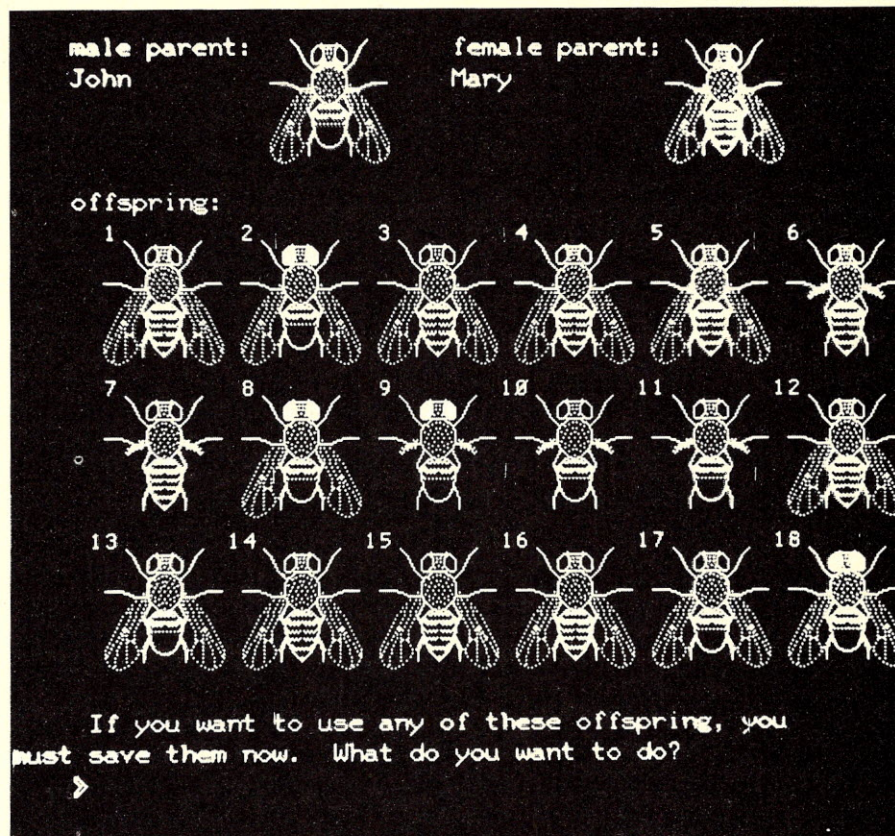 male parent: female parent:
John Mary
offspring:
1 2 3 4 5 6
7 8 9 10 11 12
13 14 15 16 17 18
If you want to use any of these offspring, you
must save them now. What do you want to do?
>